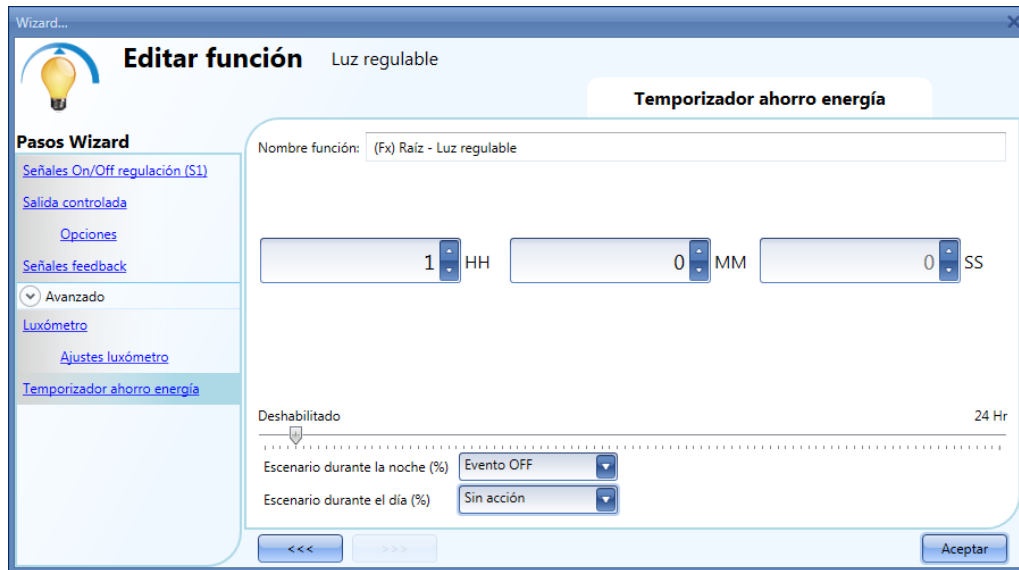 Wizard...
Editar función Luz regulable
Temporizador ahorro energía
Pasos Wizard
Señales On/Off regulación (S1)
Salida controlada
Opciones
Señales feedback
Avanzado
Luxómetro
Ajustes luxómetro
Temporizador ahorro energía
Nombre función: (Fx) Raíz - Luz regulable
1 HH 0 MM 0 SS
Deshabilitado 24 Hr
Escenario durante la noche (%) Evento OFF
Escenario durante el día (%) Sin acción
<<< >>> Aceptar